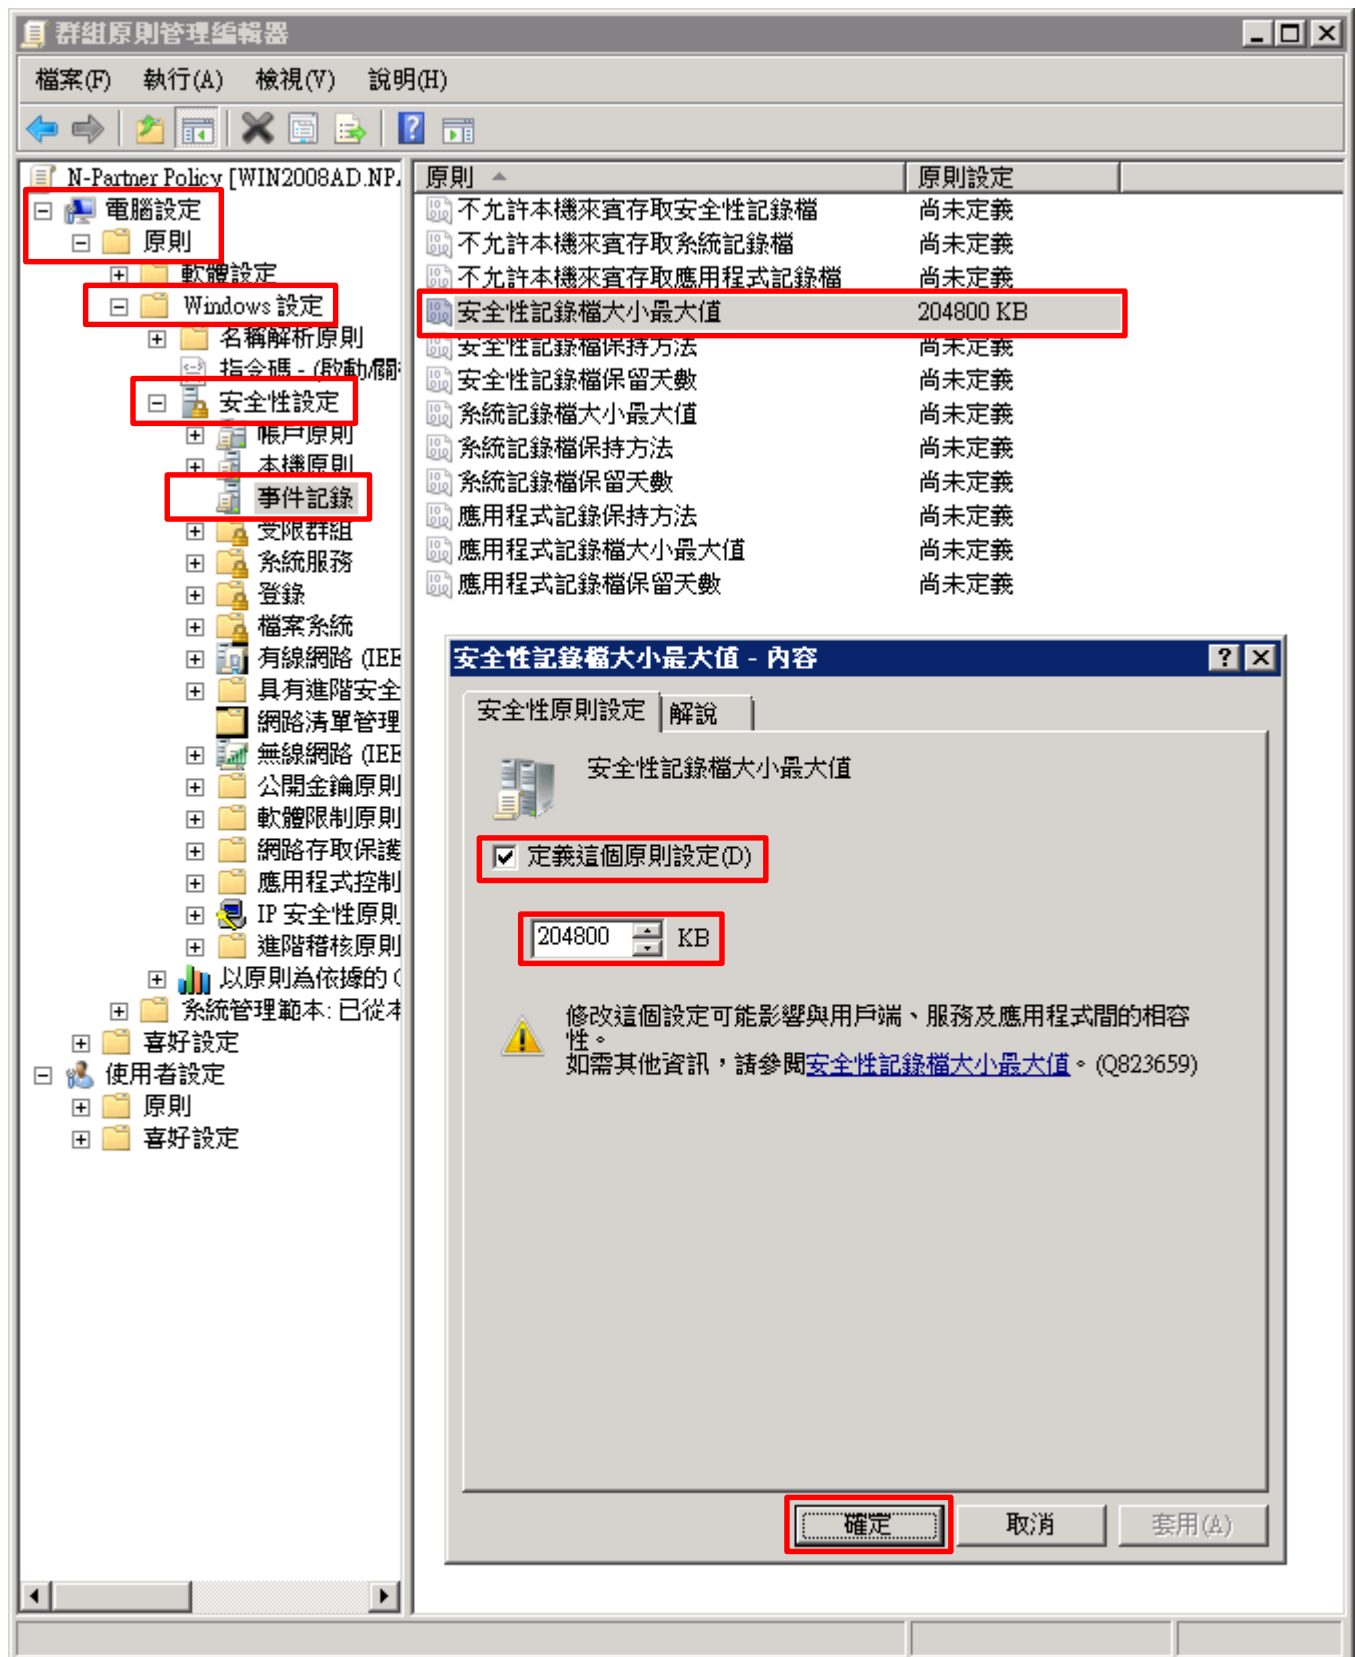 群組原則管理編輯器
檔案(F) 執行(A) 檢視(V) 說明(H)
N-Partner Policy [WIN2008AD.NP.
電腦設定
原則
軟體設定
Windows 設定
名稱解析原則
指令碼 - (啟動/關
安全性設定
帳戶原則
本機原則
事件記錄
受限群組
系統服務
登錄
檔案系統
有線網路 (IEE
具有進階安全
網路清單管理
無線網路 (IEE
公開金鑰原則
軟體限制原則
網路存取保護
應用程式控制
IP 安全性原則
進階稽核原則
以原則為依據的 (
系統管理範本: 已從本
喜好設定
使用者設定
原則
喜好設定
原則 原則設定
不允許本機來賓存取安全性記錄檔 尚未定義
不允許本機來賓存取系統記錄檔 尚未定義
不允許本機來賓存取應用程式記錄檔 尚未定義
安全性記錄檔大小最大值 204800 KB
安全性記錄檔保持方法 尚未定義
安全性記錄檔保留天數 尚未定義
系統記錄檔大小最大值 尚未定義
系統記錄檔保持方法 尚未定義
系統記錄檔保留天數 尚未定義
應用程式記錄保持方法 尚未定義
應用程式記錄檔大小最大值 尚未定義
應用程式記錄檔保留天數 尚未定義
安全性記錄檔大小最大值 - 內容
安全性原則設定 解說
安全性記錄檔大小最大值
定義這個原則設定(D)
204800 KB
修改這個設定可能影響與用戶端、服務及應用程式間的相容
性。
如需其他資訊，請參閱安全性記錄檔大小最大值。(Q823659)
確定 取消 套用(A)